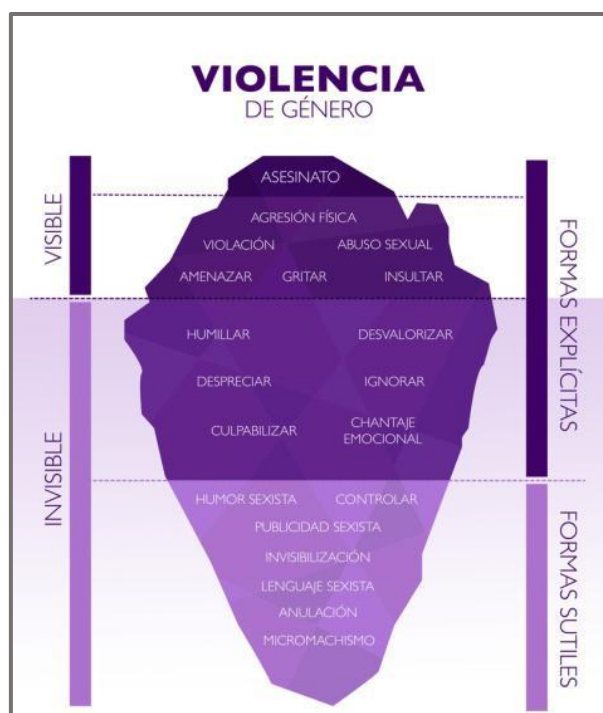 VIOLENCIA
DE GÉNERO
ASESINATO
AGRESIÓN FÍSICA
VIOLACIÓN ABUSO SEXUAL
AMENAZAR GRITAR INSULTAR
HUMILLAR DESVALORIZAR
DESPRECIAR IGNORAR
CULPABILIZAR CHANTAJE
EMOCIONAL
HUMOR SEXISTA CONTROLAR
PUBLICIDAD SEXISTA
INVISIBILIZACIÓN
LENGUAJE SEXISTA
ANULACIÓN
MICROMACHISMO
VISIBLE
INVISIBLE
FORMAS EXPLÍCITAS
FORMAS SUTILES